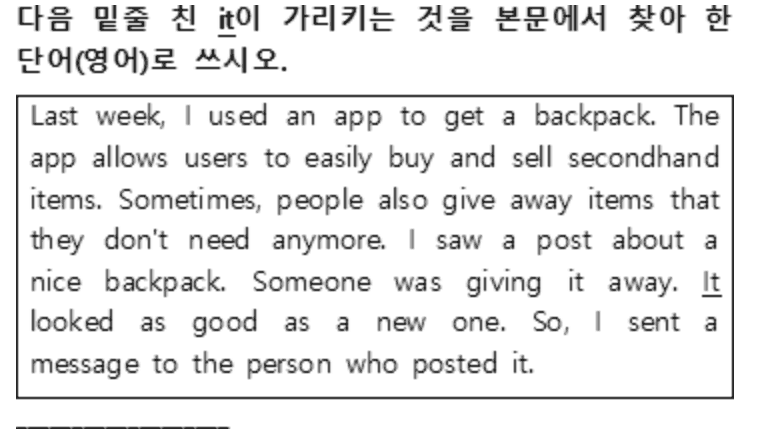 다음 밑줄 친 it이 가리키는 것을 본문에서 찾아 한
단어(영어)로 쓰시오.
Last week, I used an app to get a backpack. The
app allows users to easily buy and sell secondhand
items. Sometimes, people also give away items that
they don't need anymore. I saw a post about a
nice backpack. Someone was giving it away. It
looked as good as a new one. So, I sent a
message to the person who posted it.